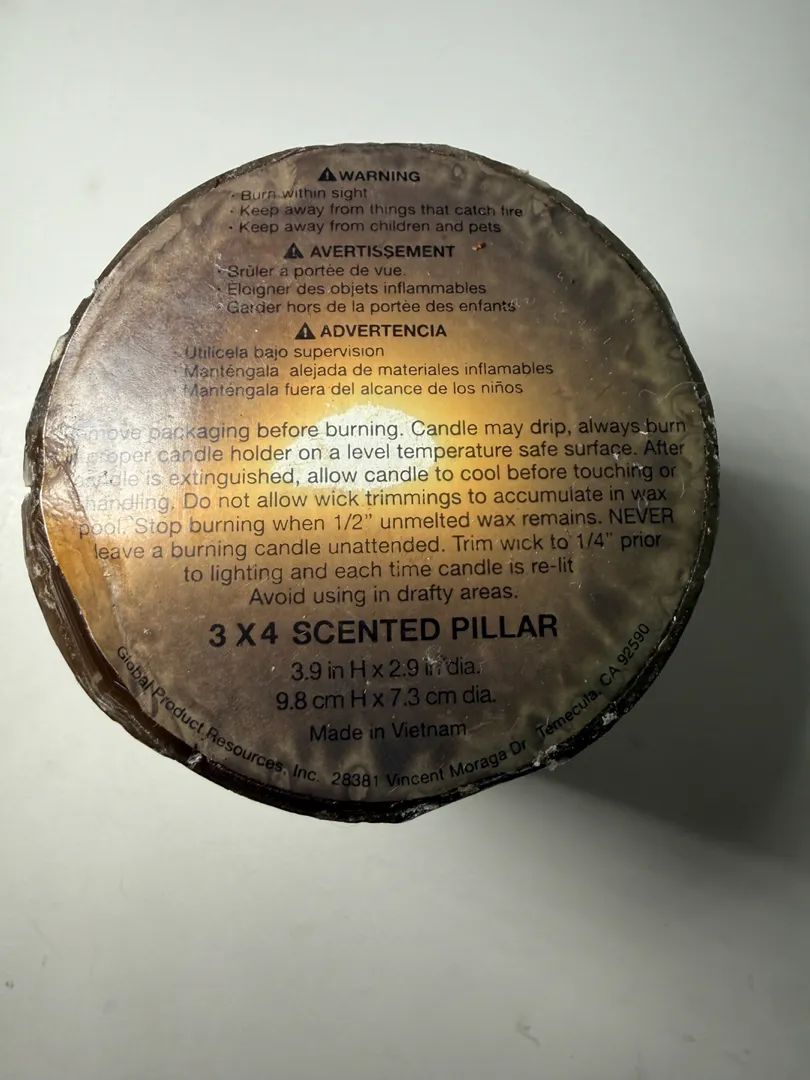 ⚠WARNING
· Burn within sight
· Keep away from things that catch fire
· Keep away from children and pets
⚠ AVERTISSEMENT
· Brûler à portée de vue.
· Eloigner des objets inflammables
· Garder hors de la portée des enfants
⚠ ADVERTENCIA
· Utilicela bajo supervision
· Manténgala alejada de materiales inflamables
· Manténgala fuera del alcance de los niños
packaging before burning. Candle may drip, always burn
proper candle holder on a level temperature safe surface. After
candle is extinguished, allow candle to cool before touching or
handling. Do not allow wick trimmings to accumulate in wax
pool. Stop burning when 1/2” unmelted wax remains. NEVER
leave a burning candle unattended. Trim wick to 1/4” prior
to lighting and each time candle is re-lit
Avoid using in drafty areas.
3 X 4 SCENTED PILLAR
3.9 in H x 2.9 in dia.
9.8 cm H x 7.3 cm dia.
Made in Vietnam
Global Product Resources, Inc. 28381 Vincent Moraga Dr Temecula, CA 92590